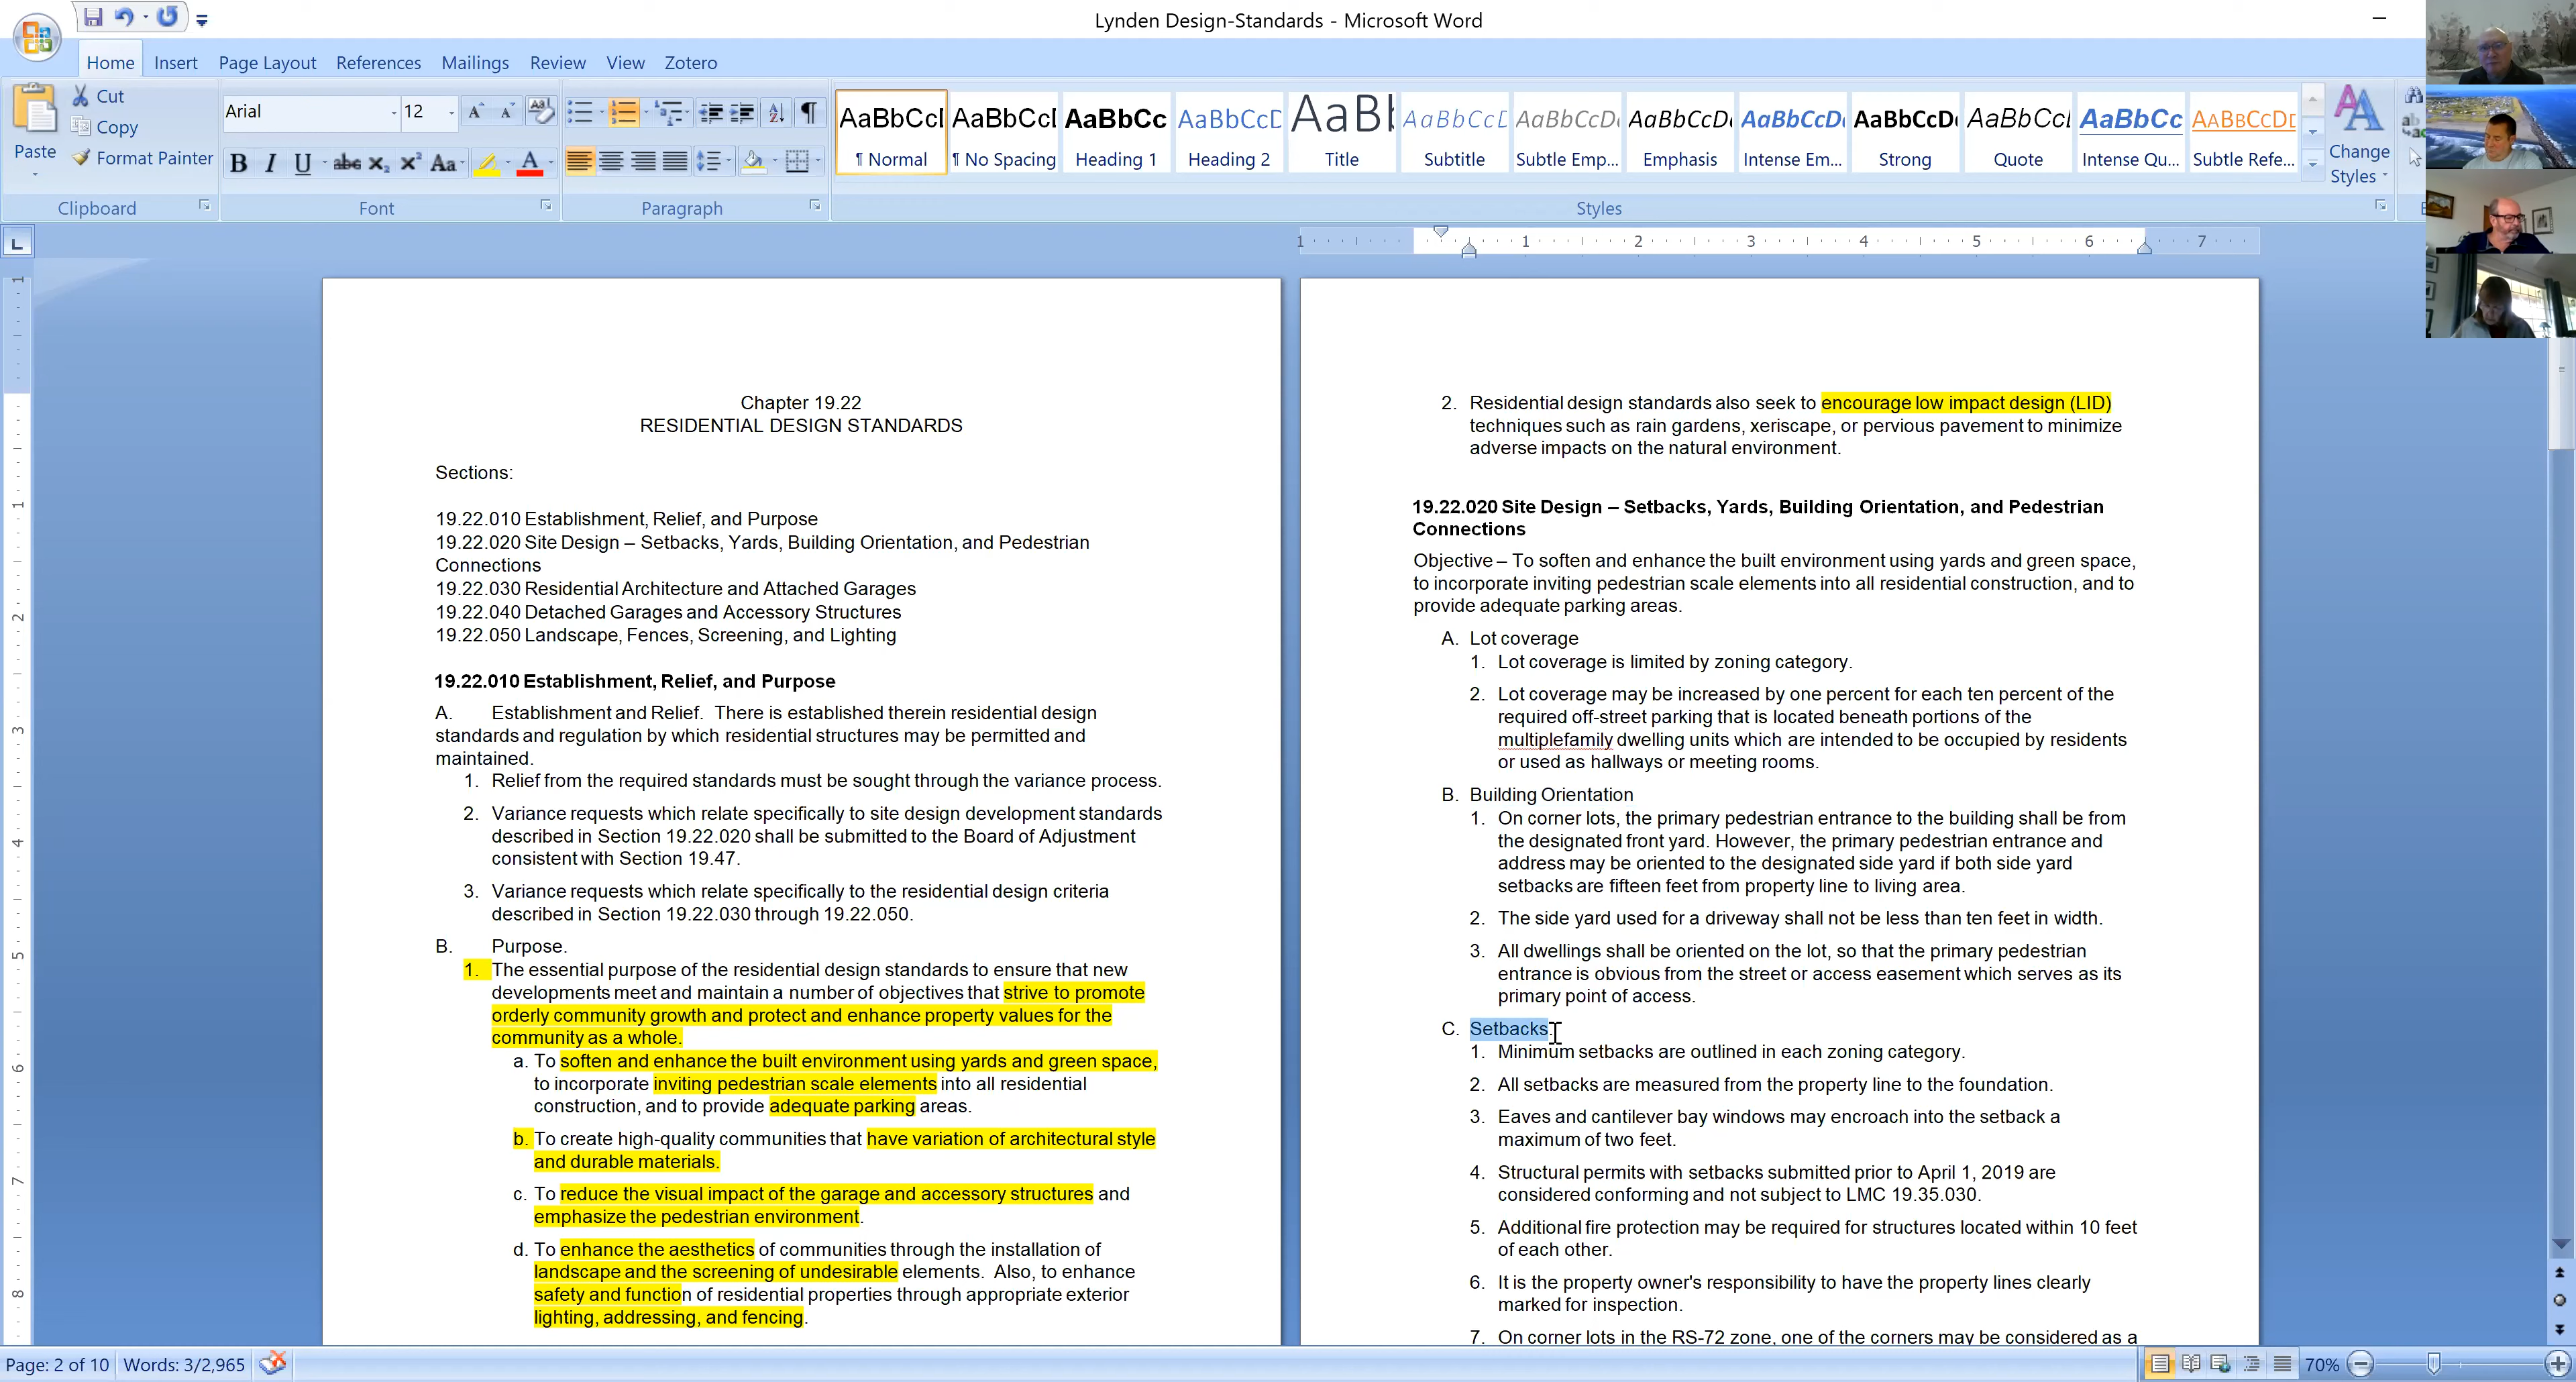 Lynden Design-Standards - Microsoft Word
Home Insert Page Layout References Mailings Review View Zotero
Paste
Cut
Copy
Format Painter
Clipboard
Arial 12
B I U abc x₂ x² Aa A
Font
Paragraph
AaBbCcD AaBbCcD AaBbCc AaBbCcD AaBb AaBbCcD AaBbCcDd AaBbCcDd AaBbCcDd AaBbCcDd AaBbCcD AaBbCc AaBbCcDd
¶ Normal ¶ No Spacing Heading 1 Heading 2 Title Subtitle Subtle Emp... Emphasis Intense Em... Strong Quote Intense Qu... Subtle Refe...
Change
Styles
Styles
L
1 1 2 3 4 5 6 7
1 1 2 3 4 5 6 7 8
Chapter 19.22
RESIDENTIAL DESIGN STANDARDS
Sections:
19.22.010 Establishment, Relief, and Purpose
19.22.020 Site Design – Setbacks, Yards, Building Orientation, and Pedestrian
Connections
19.22.030 Residential Architecture and Attached Garages
19.22.040 Detached Garages and Accessory Structures
19.22.050 Landscape, Fences, Screening, and Lighting
19.22.010 Establishment, Relief, and Purpose
A. Establishment and Relief. There is established therein residential design
standards and regulation by which residential structures may be permitted and
maintained.
1. Relief from the required standards must be sought through the variance process.
2. Variance requests which relate specifically to site design development standards
described in Section 19.22.020 shall be submitted to the Board of Adjustment
consistent with Section 19.47.
3. Variance requests which relate specifically to the residential design criteria
described in Section 19.22.030 through 19.22.050.
B. Purpose.
1. The essential purpose of the residential design standards to ensure that new
developments meet and maintain a number of objectives that strive to promote
orderly community growth and protect and enhance property values for the
community as a whole.
a. To soften and enhance the built environment using yards and green space,
to incorporate inviting pedestrian scale elements into all residential
construction, and to provide adequate parking areas.
b. To create high-quality communities that have variation of architectural style
and durable materials.
c. To reduce the visual impact of the garage and accessory structures and
emphasize the pedestrian environment.
d. To enhance the aesthetics of communities through the installation of
landscape and the screening of undesirable elements. Also, to enhance
safety and function of residential properties through appropriate exterior
lighting, addressing, and fencing.
2. Residential design standards also seek to encourage low impact design (LID)
techniques such as rain gardens, xeriscape, or pervious pavement to minimize
adverse impacts on the natural environment.
19.22.020 Site Design – Setbacks, Yards, Building Orientation, and Pedestrian
Connections
Objective – To soften and enhance the built environment using yards and green space,
to incorporate inviting pedestrian scale elements into all residential construction, and to
provide adequate parking areas.
A. Lot coverage
1. Lot coverage is limited by zoning category.
2. Lot coverage may be increased by one percent for each ten percent of the
required off-street parking that is located beneath portions of the
multiplefamily dwelling units which are intended to be occupied by residents
or used as hallways or meeting rooms.
B. Building Orientation
1. On corner lots, the primary pedestrian entrance to the building shall be from
the designated front yard. However, the primary pedestrian entrance and
address may be oriented to the designated side yard if both side yard
setbacks are fifteen feet from property line to living area.
2. The side yard used for a driveway shall not be less than ten feet in width.
3. All dwellings shall be oriented on the lot, so that the primary pedestrian
entrance is obvious from the street or access easement which serves as its
primary point of access.
C. Setbacks.
1. Minimum setbacks are outlined in each zoning category.
2. All setbacks are measured from the property line to the foundation.
3. Eaves and cantilever bay windows may encroach into the setback a
maximum of two feet.
4. Structural permits with setbacks submitted prior to April 1, 2019 are
considered conforming and not subject to LMC 19.35.030.
5. Additional fire protection may be required for structures located within 10 feet
of each other.
6. It is the property owner's responsibility to have the property lines clearly
marked for inspection.
7. On corner lots in the RS-72 zone, one of the corners may be considered as a
Page: 2 of 10 Words: 3/2,965 70%